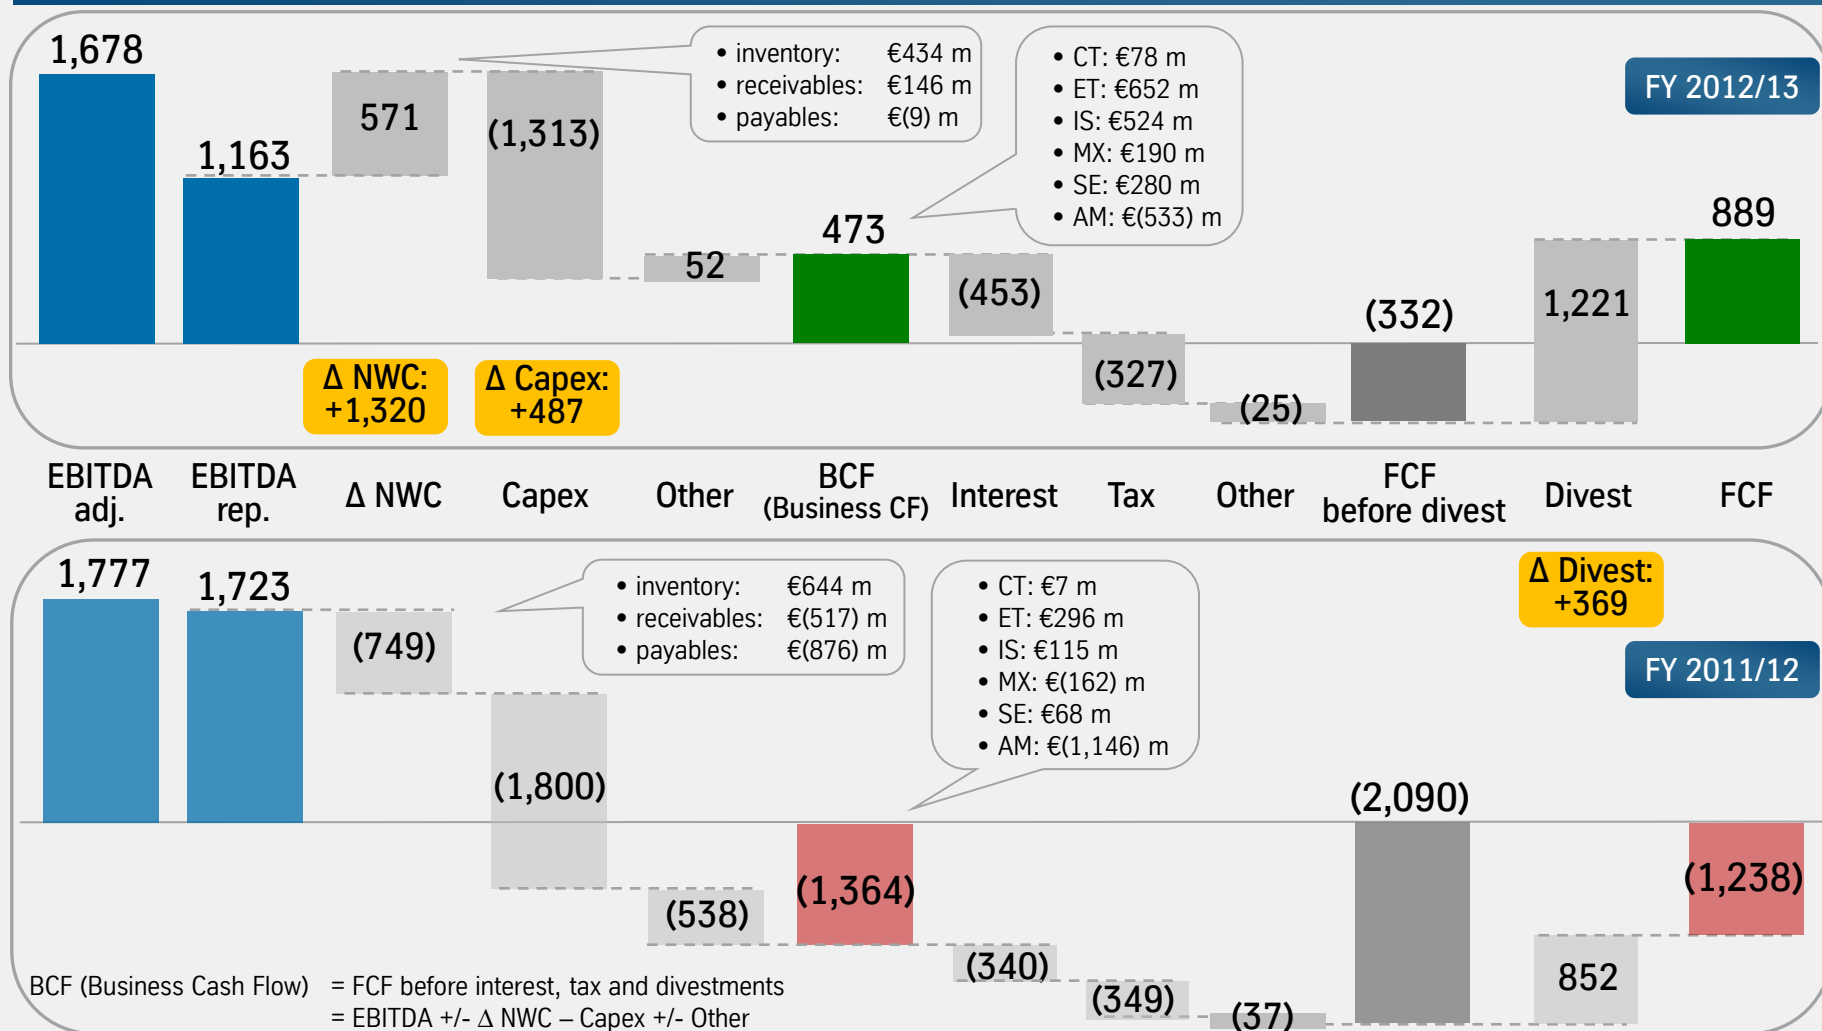 1,678
1,163
571
(1,313)
52
473
(453)
(327)
(25)
(332)
1,221
889
• inventory: €434 m
• receivables: €146 m
• payables: €(9) m
• CT: €78 m
• ET: €652 m
• IS: €524 m
• MX: €190 m
• SE: €280 m
• AM: €(533) m
FY 2012/13
Δ NWC:
+1,320
Δ Capex:
+487
EBITDA
adj.
EBITDA
rep.
Δ NWC
Capex
Other
BCF
(Business CF)
Interest
Tax
Other
FCF
before divest
Divest
FCF
1,777
1,723
(749)
(1,800)
(538)
(1,364)
(340)
(349)
(37)
(2,090)
852
(1,238)
• inventory: €644 m
• receivables: €(517) m
• payables: €(876) m
• CT: €7 m
• ET: €296 m
• IS: €115 m
• MX: €(162) m
• SE: €68 m
• AM: €(1,146) m
Δ Divest:
+369
FY 2011/12
BCF (Business Cash Flow) = FCF before interest, tax and divestments
= EBITDA +/- Δ NWC – Capex +/- Other